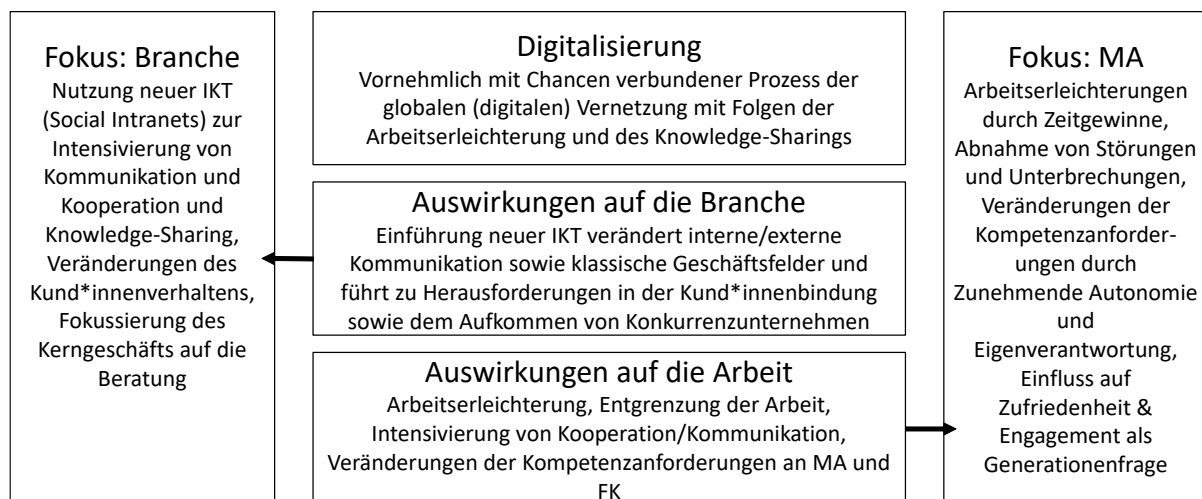 Fokus: Branche
Nutzung neuer IKT
(Social Intranets) zur
Intensivierung von
Kommunikation und
Kooperation und
Knowledge-Sharing,
Veränderungen des
Kund*innenverhaltens,
Fokussierung des
Kerngeschäfts auf die
Beratung
Digitalisierung
Vornehmlich mit Chancen verbundener Prozess der
globalen (digitalen) Vernetzung mit Folgen der
Arbeitserleichterung und des Knowledge-Sharings
Auswirkungen auf die Branche
Einführung neuer IKT verändert interne/externe
Kommunikation sowie klassische Geschäftsfelder und
führt zu Herausforderungen in der Kund*innenbindung
sowie dem Aufkommen von Konkurrenzunternehmen
Auswirkungen auf die Arbeit
Arbeitserleichterung, Entgrenzung der Arbeit,
Intensivierung von Kooperation/Kommunikation,
Veränderungen der Kompetenzanforderungen an MA und
FK
Fokus: MA
Arbeitserleichterungen
durch Zeitgewinne,
Abnahme von Störungen
und Unterbrechungen,
Veränderungen der
Kompetenzanforder-
ungen durch
Zunehmende Autonomie
und
Eigenverantwortung,
Einfluss auf
Zufriedenheit &
Engagement als
Generationenfrage